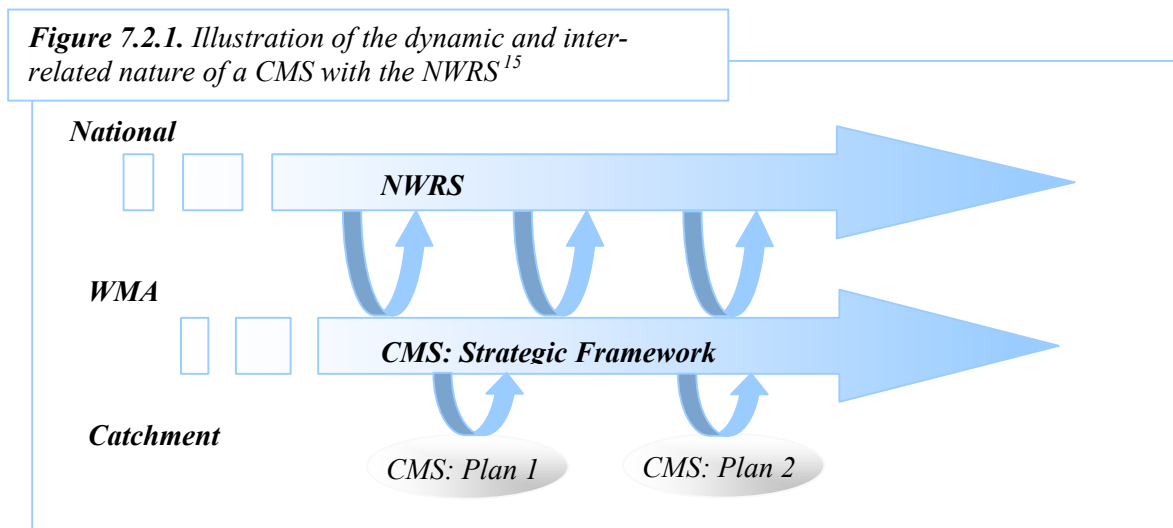 Figure 7.2.1. Illustration of the dynamic and inter-
related nature of a CMS with the NWRS15
National
NWRS
WMA
CMS: Strategic Framework
Catchment
CMS: Plan 1
CMS: Plan 2